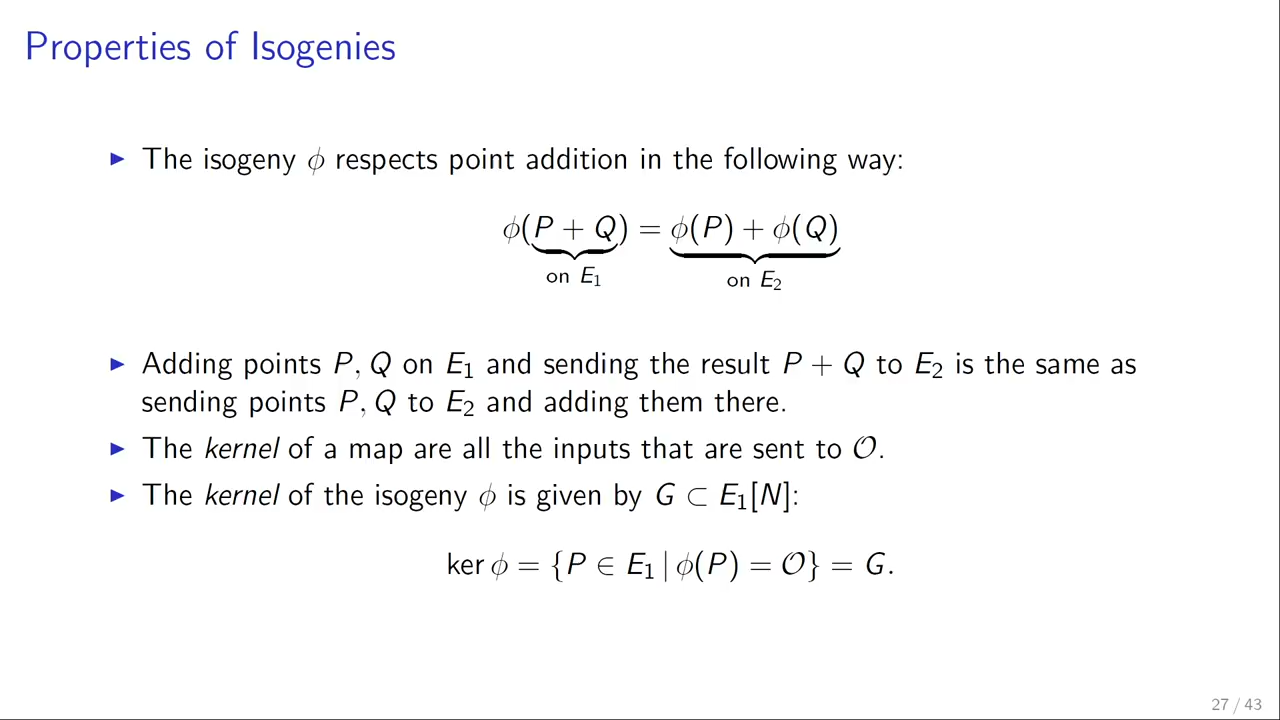 Properties of Isogenies
▶ The isogeny ϕ respects point addition in the following way:
ϕ(P + Q) = ϕ(P) + ϕ(Q)
on E₁ on E₂
▶ Adding points P, Q on E₁ and sending the result P + Q to E₂ is the same as
sending points P, Q to E₂ and adding them there.
▶ The kernel of a map are all the inputs that are sent to 𝒪.
▶ The kernel of the isogeny ϕ is given by G ⊂ E₁[N]:
ker ϕ = {P ∈ E₁ | ϕ(P) = 𝒪} = G.
27 / 43